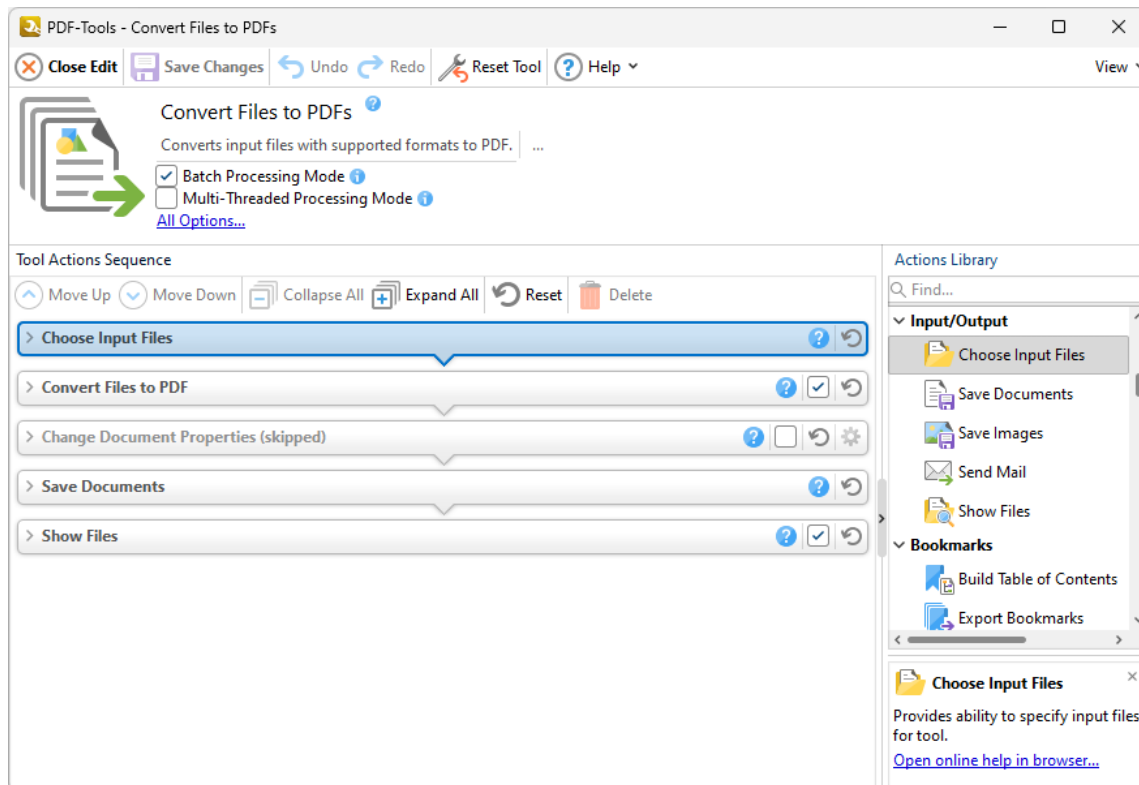 PDF-Tools - Convert Files to PDFs
Close Edit Save Changes Undo Redo Reset Tool Help View
Convert Files to PDFs
Converts input files with supported formats to PDF. ...
Batch Processing Mode
Multi-Threaded Processing Mode
All Options...
Tool Actions Sequence
Move Up Move Down Collapse All Expand All Reset Delete
Choose Input Files
Convert Files to PDF
Change Document Properties (skipped)
Save Documents
Show Files
Actions Library
Find...
Input/Output
Choose Input Files
Save Documents
Save Images
Send Mail
Show Files
Bookmarks
Build Table of Contents
Export Bookmarks
Choose Input Files
Provides ability to specify input files
for tool.
Open online help in browser...